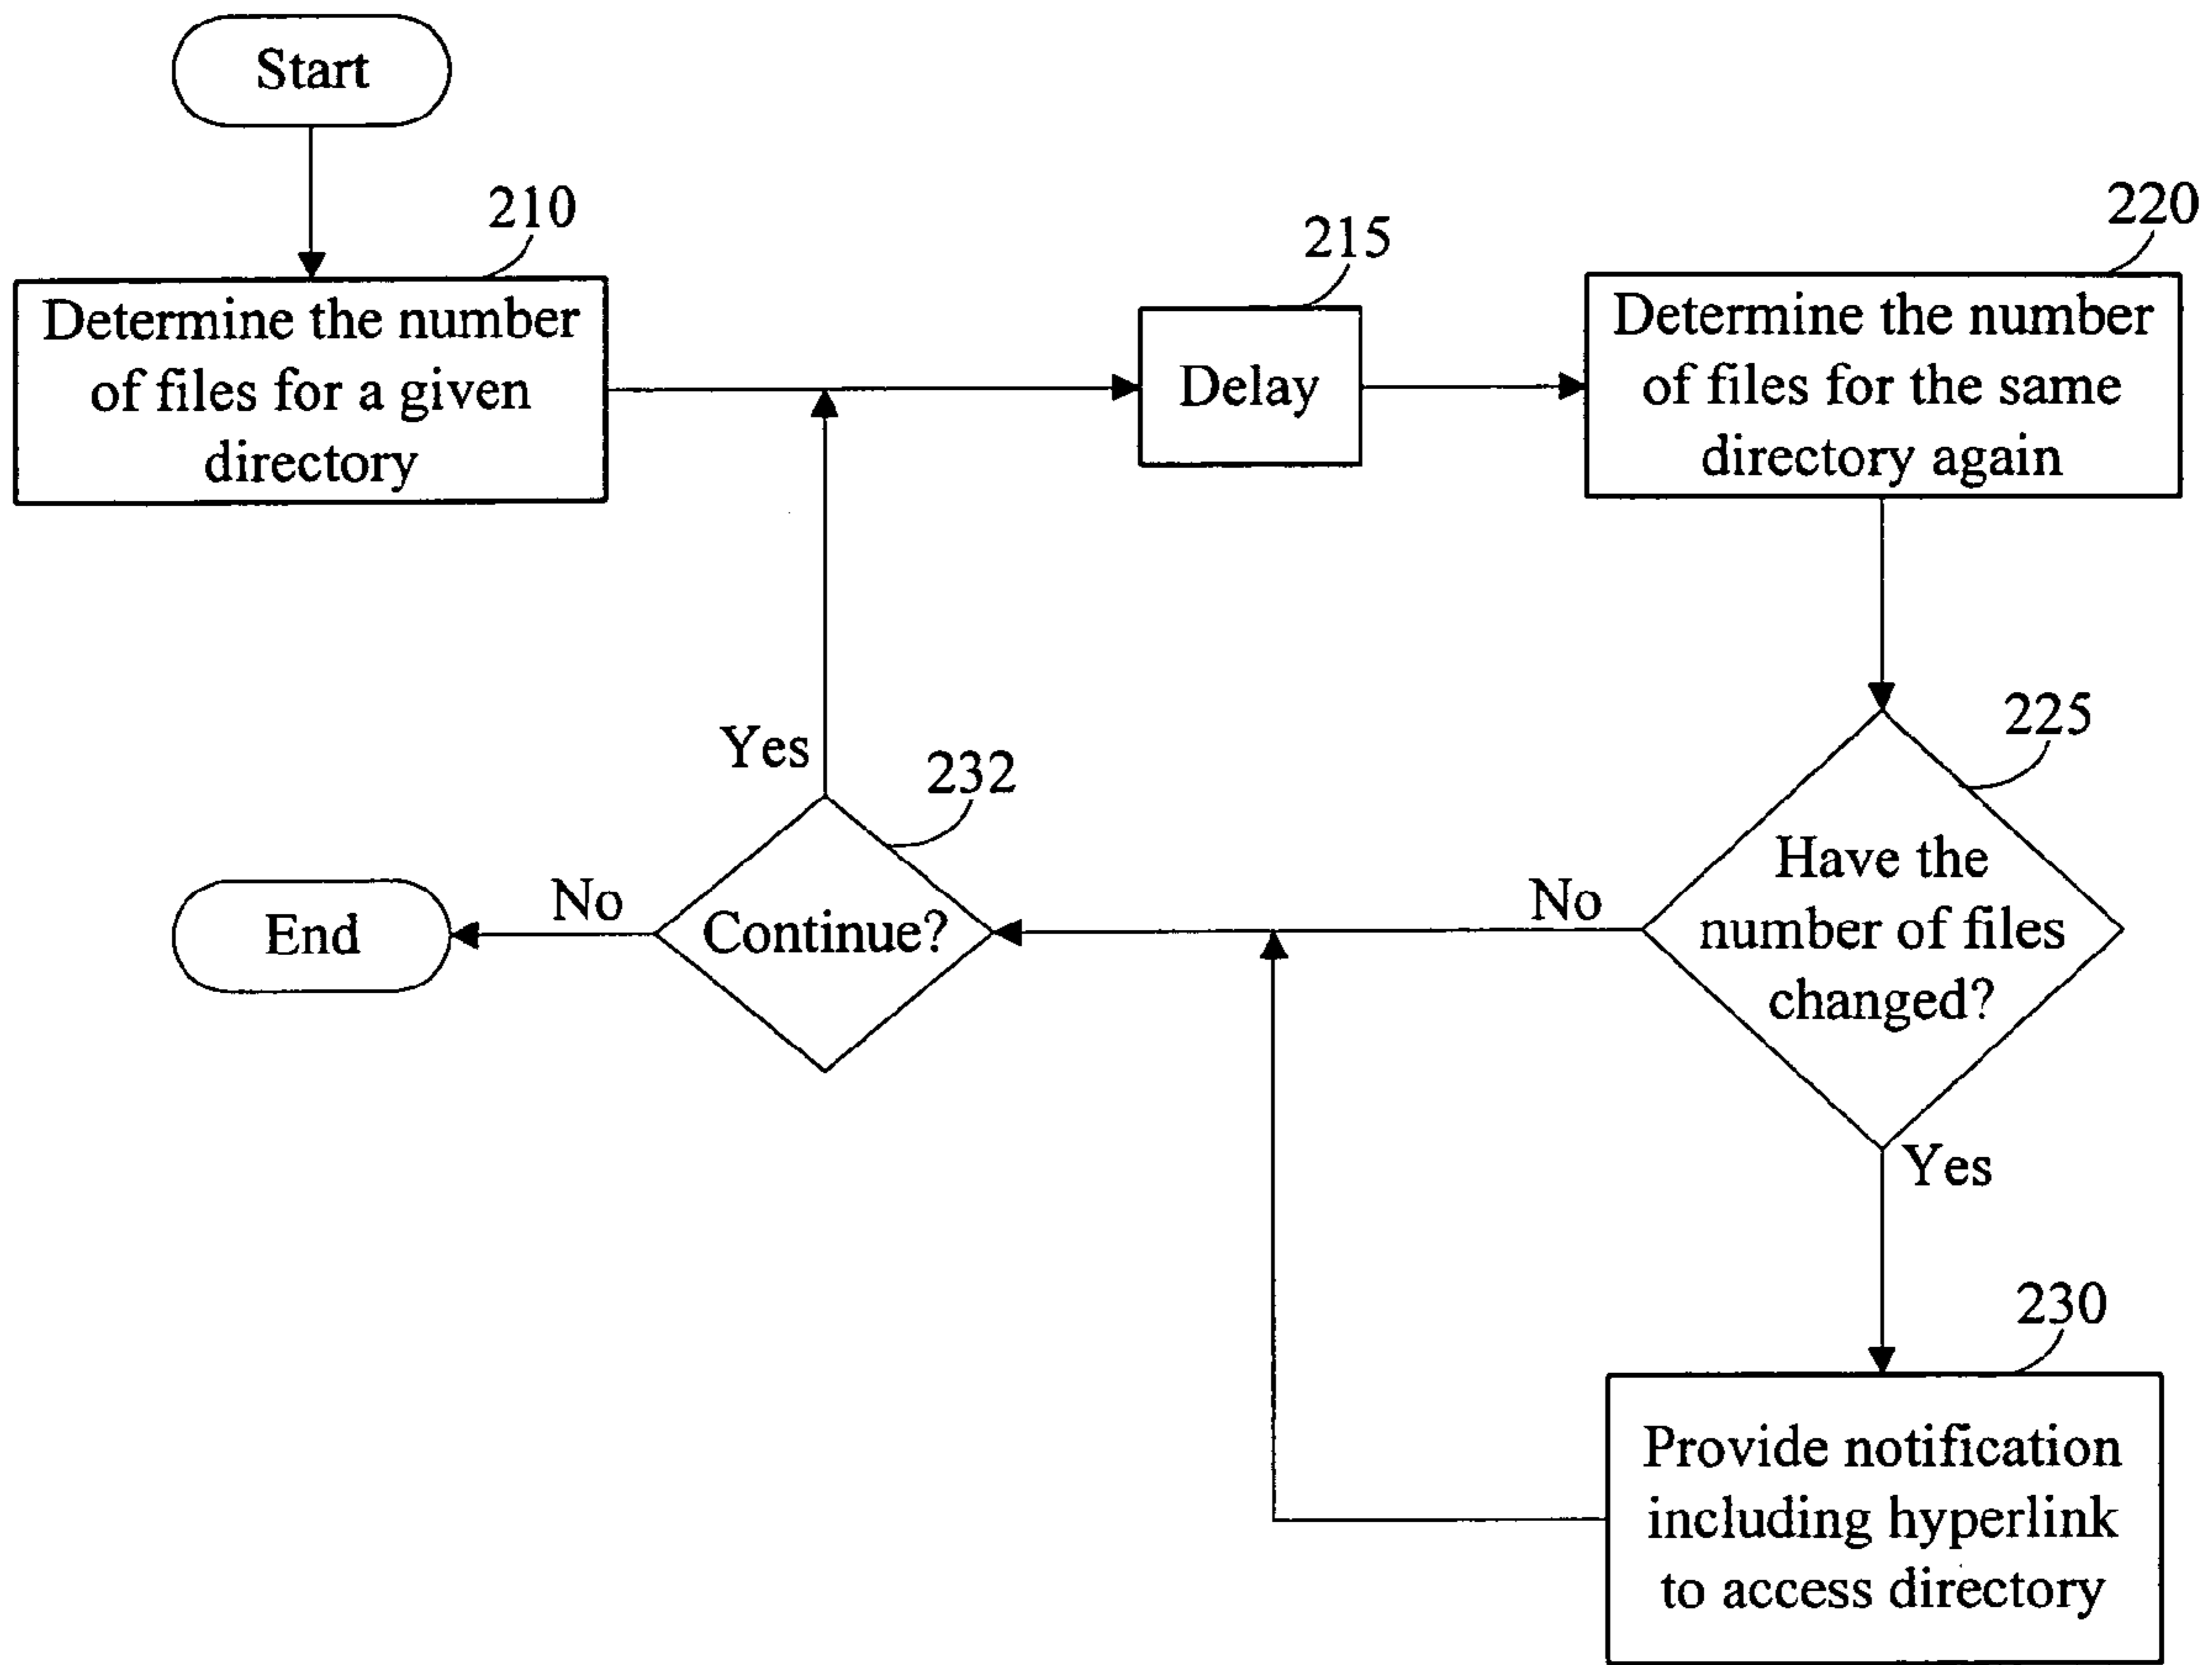 Start
210
Determine the number
of files for a given
directory
215
Delay
220
Determine the number
of files for the same
directory again
225
Have the
number of files
changed?
No
Yes
232
Continue?
Yes
No
End
230
Provide notification
including hyperlink
to access directory